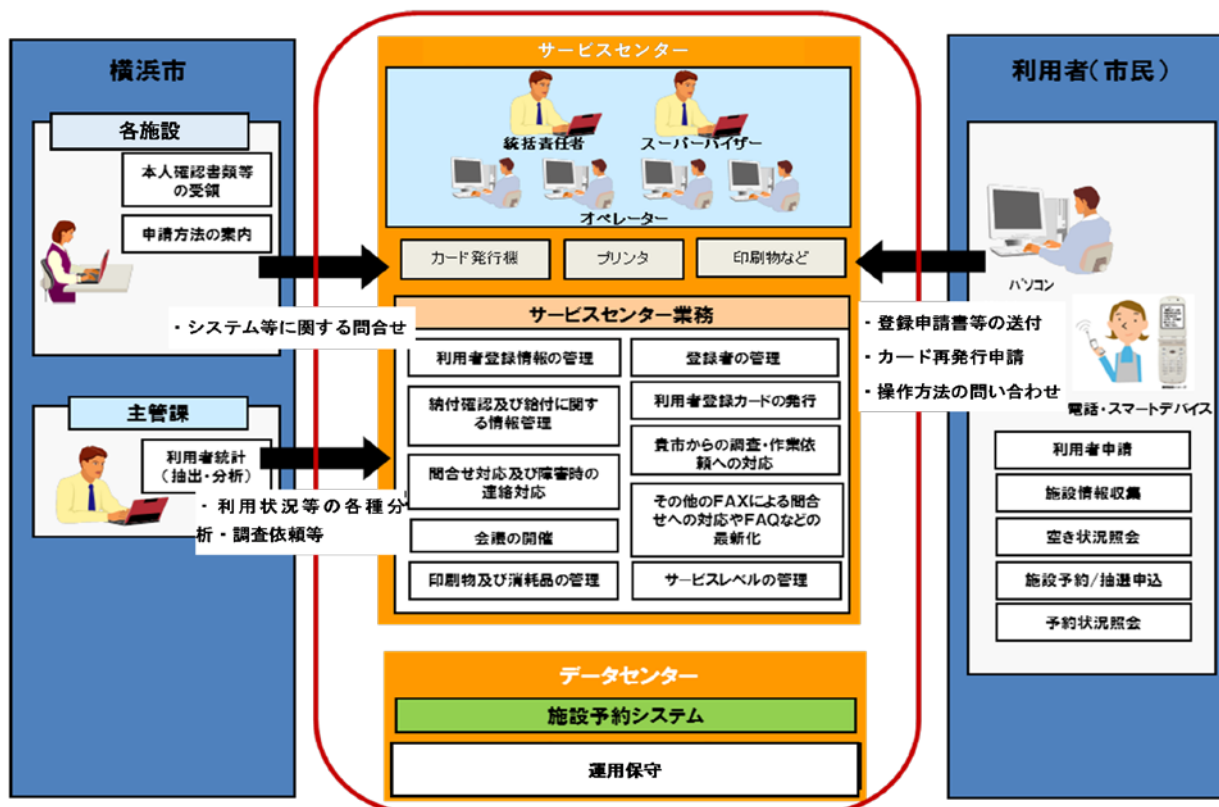 横浜市
各施設
本人確認書類等
の受領
申請方法の案内
・システム等に関する問合せ
主管課
利用者統計
（抽出・分析）
・利用状況等の各種分
析・調査依頼等
サービスセンター
統括責任者
スーパーバイザー
オペレーター
カード発行機
プリンタ
印刷物など
サービスセンター業務
利用者登録情報の管理
納付確認及び給付に関す
る情報管理
問合せ対応及び障害時の
連絡対応
会議の開催
印刷物及び消耗品の管理
登録者の管理
利用者登録カードの発行
貴市からの調査・作業依
頼への対応
その他のFAXによる問合
せへの対応やFAQなどの
最新化
サービスレベルの管理
データセンター
施設予約システム
運用保守
利用者（市民）
パソコン
・登録申請書等の送付
・カード再発行申請
・操作方法の問い合わせ
電話・スマートデバイス
利用者申請
施設情報収集
空き状況照会
施設予約/抽選申込
予約状況照会